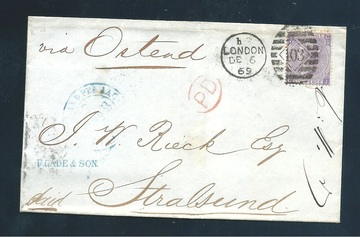 via Ostend
h
LONDON
DE 6
69
103
PD
J. W. Rieck Esq
F. GADE & SON.
Stralsund